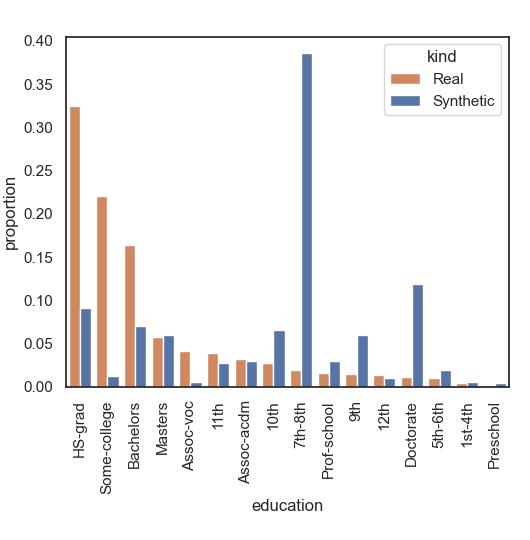 kind
Real
Synthetic
0.40
0.35
0.30
0.25
0.20
0.15
0.10
0.05
0.00
proportion
HS-grad
Some-college
Bachelors
Masters
Assoc-voc
11th
Assoc-acdm
10th
7th-8th
Prof-school
9th
12th
Doctorate
5th-6th
1st-4th
Preschool
education